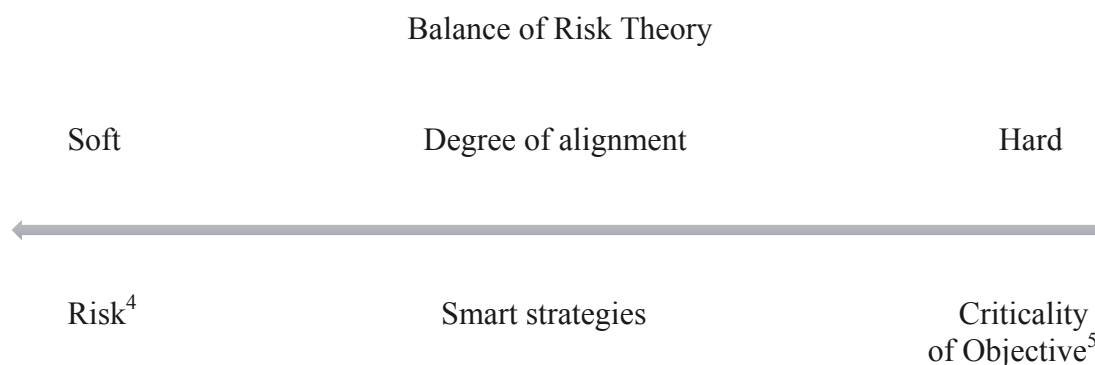 Balance of Risk Theory
Soft Degree of alignment Hard
Risk⁴ Smart strategies Criticality
of Objective⁵